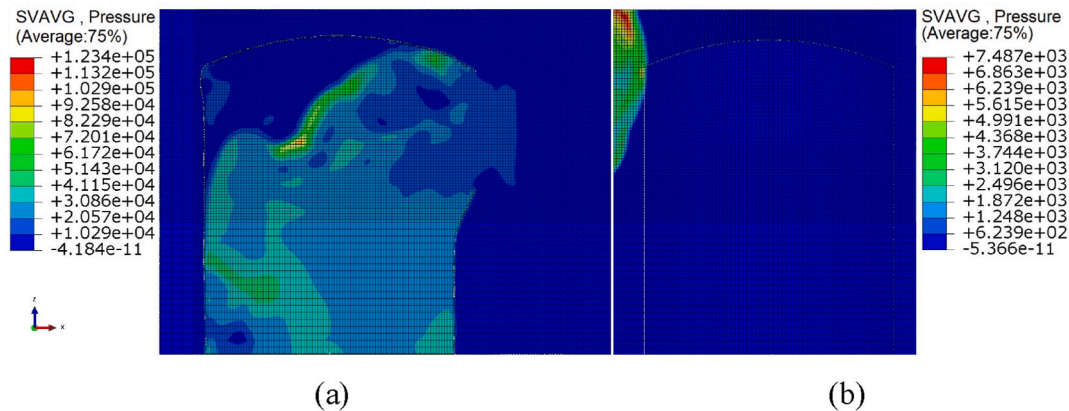 SVAVG , Pressure
(Average:75%)
+1.234e+05
+1.132e+05
+1.029e+05
+9.258e+04
+8.229e+04
+7.201e+04
+6.172e+04
+5.143e+04
+4.115e+04
+3.086e+04
+2.057e+04
+1.029e+04
-4.184e-11
z
x
(a)
SVAVG , Pressure
(Average:75%)
+7.487e+03
+6.863e+03
+6.239e+03
+5.615e+03
+4.991e+03
+4.368e+03
+3.744e+03
+3.120e+03
+2.496e+03
+1.872e+03
+1.248e+03
+6.239e+02
-5.366e-11
(b)